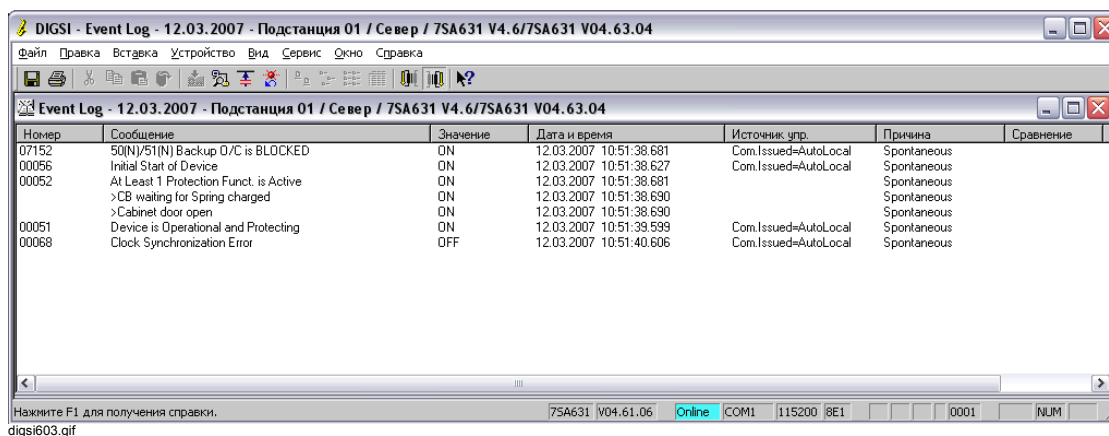 DIGSI - Event Log - 12.03.2007 - Подстанция 01 / Север / 7SA631 V4.6/7SA631 V04.63.04
Файл Правка Вставка Устройство Вид Сервис Окно Справка
Event Log - 12.03.2007 - Подстанция 01 / Север / 7SA631 V4.6/7SA631 V04.63.04
Номер Сообщение Значение Дата и время Источник упр. Причина Сравнение
07152 50(N)/51(N) Backup O/C is BLOCKED ON 12.03.2007 10:51:38.681 Com.Issued=AutoLocal Spontaneous
00056 Initial Start of Device ON 12.03.2007 10:51:38.627 Com.Issued=AutoLocal Spontaneous
00052 At Least 1 Protection Funct. is Active ON 12.03.2007 10:51:38.681 Spontaneous
>CB waiting for Spring charged ON 12.03.2007 10:51:38.690 Spontaneous
>Cabinet door open ON 12.03.2007 10:51:38.690 Spontaneous
00051 Device is Operational and Protecting ON 12.03.2007 10:51:39.599 Com.Issued=AutoLocal Spontaneous
00068 Clock Synchronization Error OFF 12.03.2007 10:51:40.606 Com.Issued=AutoLocal Spontaneous
Нажмите F1 для получения справки. 7SA631 V04.61.06 Online COM1 115200 8E1 0001 NUM
digsi603.gif